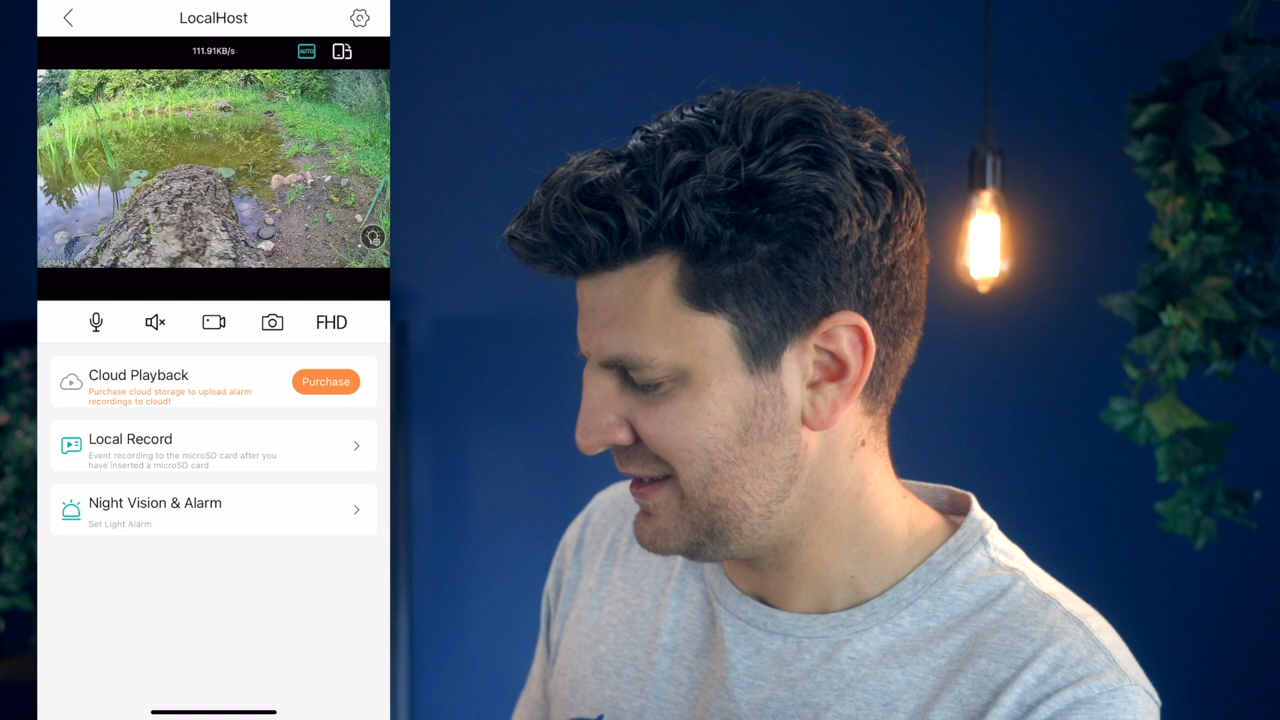 LocalHost
111.91KB/s
AUTO
FHD
Cloud Playback
Purchase cloud storage to upload alarm
recordings to cloud!
Purchase
Local Record
Event recording to the microSD card after you
have inserted a microSD card
Night Vision & Alarm
Set Light Alarm